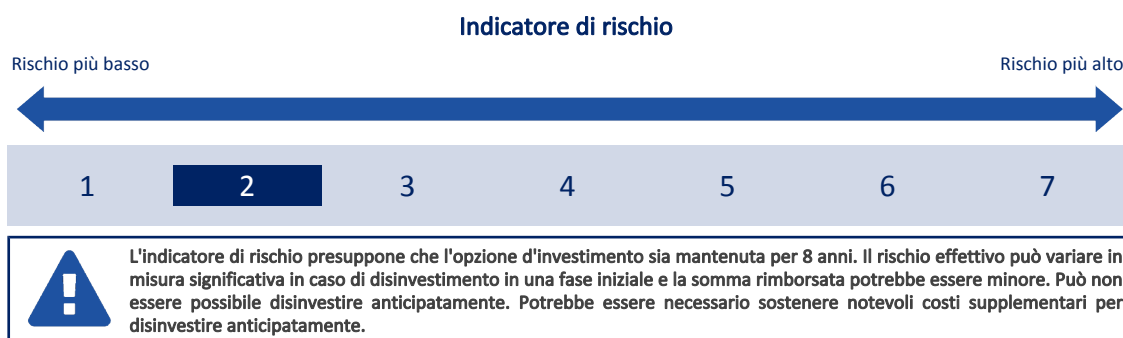 Indicatore di rischio
Rischio più basso
Rischio più alto
1 2 3 4 5 6 7
L'indicatore di rischio presuppone che l'opzione d'investimento sia mantenuta per 8 anni. Il rischio effettivo può variare in
misura significativa in caso di disinvestimento in una fase iniziale e la somma rimborsata potrebbe essere minore. Può non
essere possibile disinvestire anticipatamente. Potrebbe essere necessario sostenere notevoli costi supplementari per
disinvestire anticipatamente.